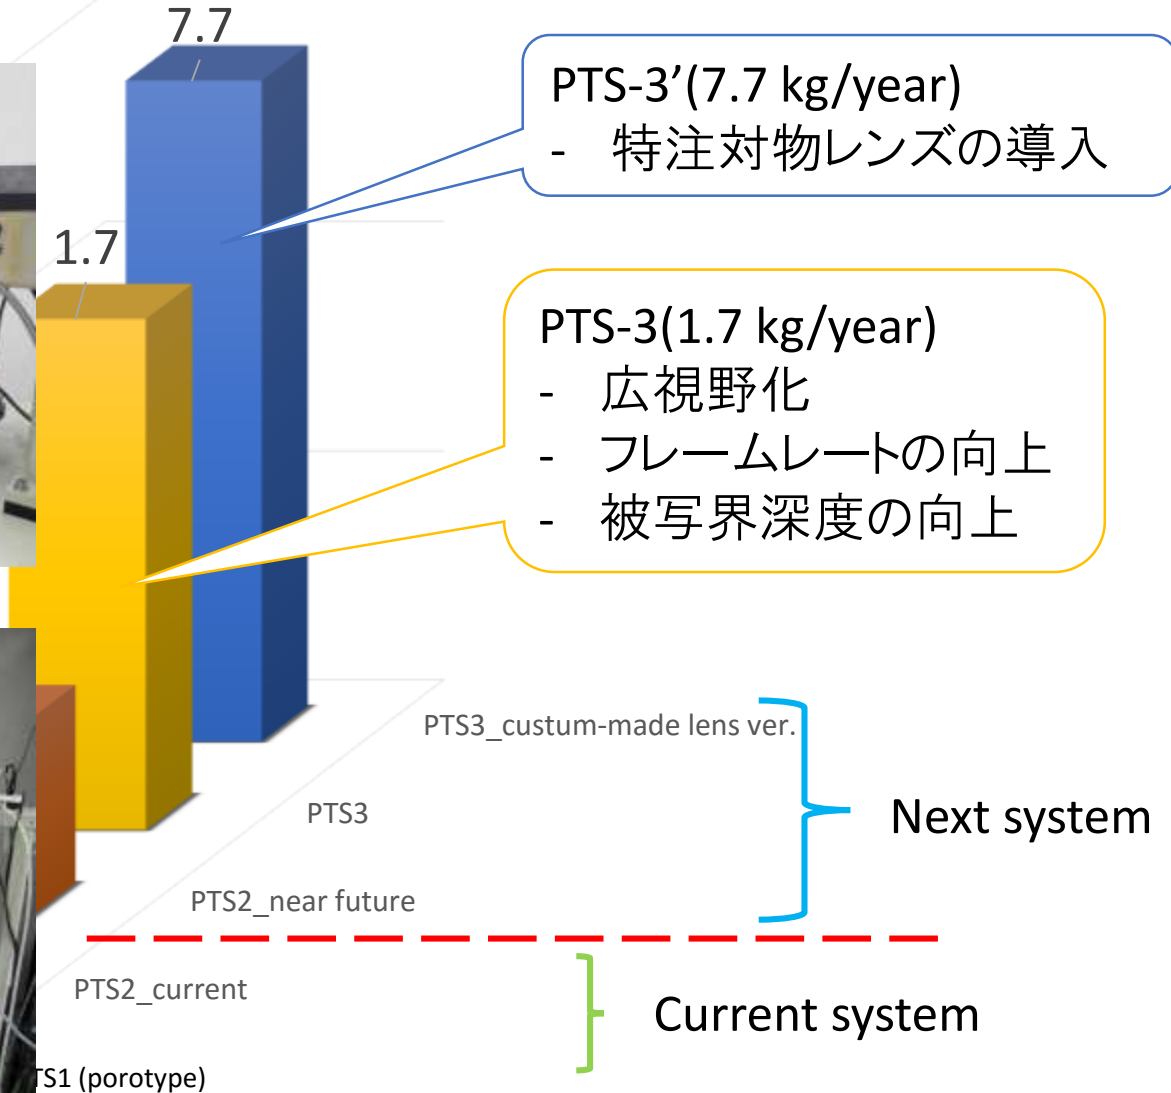 7.7
PTS-3’(7.7 kg/year)
- 特注対物レンズの導入
1.7
PTS-3(1.7 kg/year)
- 広視野化
- フレームレートの向上
- 被写界深度の向上
PTS3_custum-made lens ver.
PTS3
Next system
PTS2_near future
PTS2_current
Current system
TS1 (porotype)